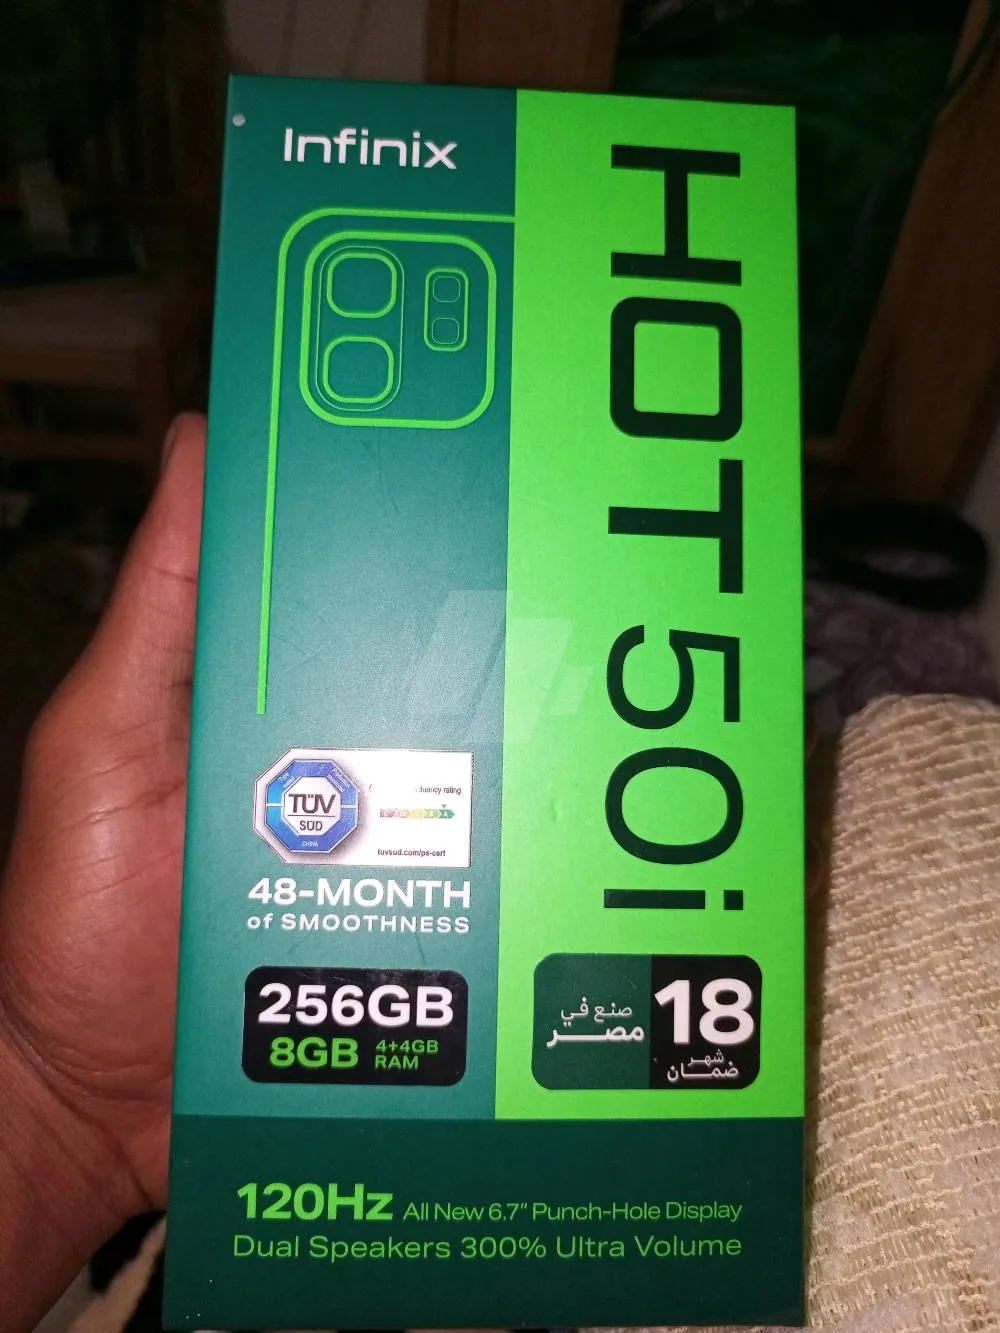 Infinix
HOT 50i
TÜV
SÜD
CHINA
tuvsud.com/ps-cert
48-MONTH
of SMOOTHNESS
256GB
8GB 4+4GB
RAM
صنع في
مصر
18
شهر
ضمان
120Hz All New 6.7" Punch-Hole Display
Dual Speakers 300% Ultra Volume